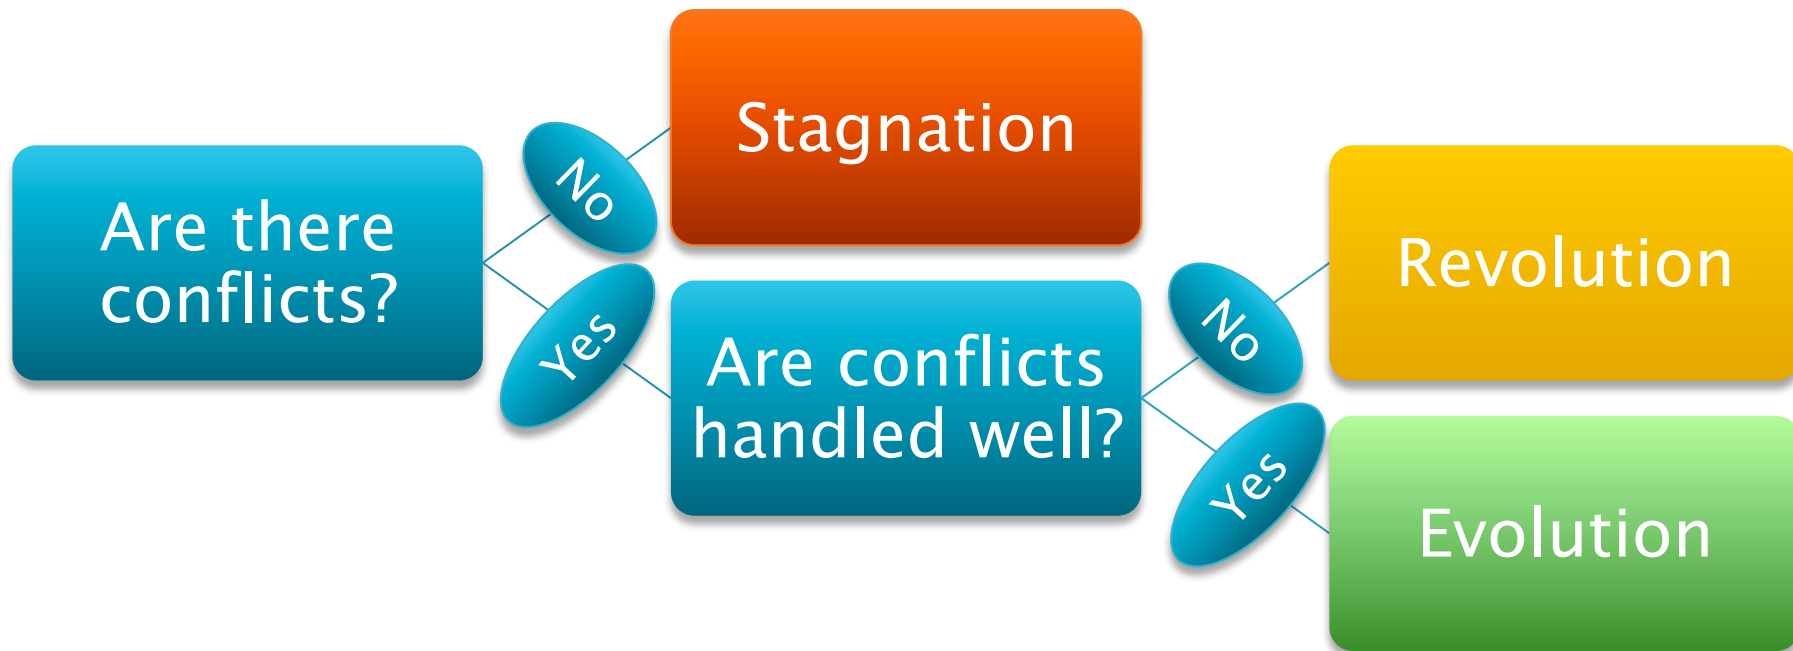 Are there
conflicts?
No
Stagnation
Yes
Are conflicts
handled well?
No
Revolution
Yes
Evolution